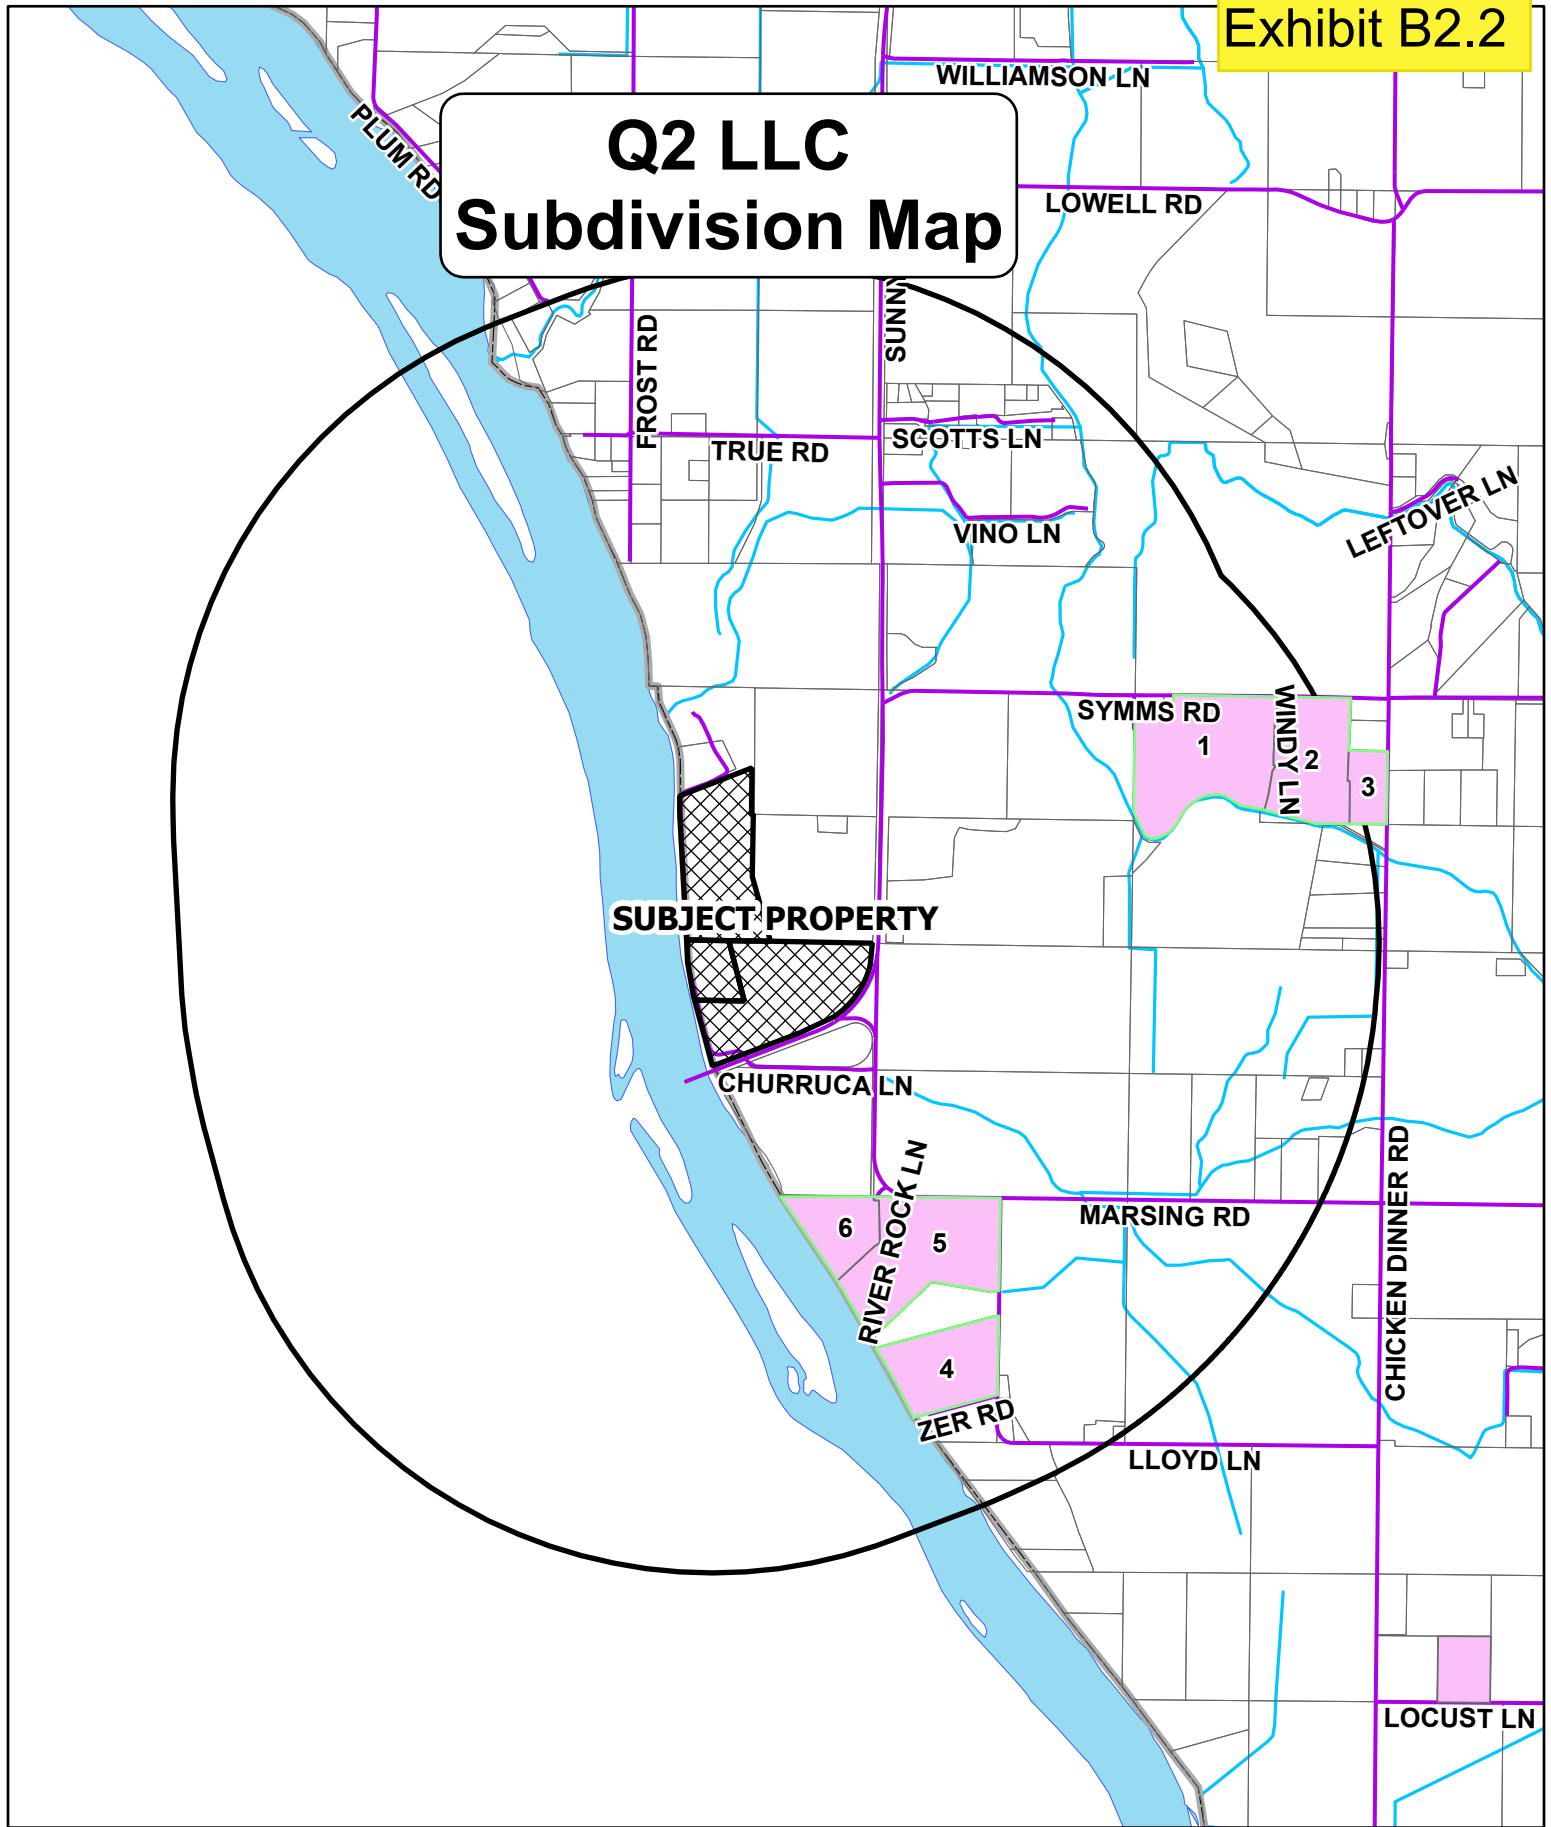 Exhibit B2.2
WILLIAMSON LN
Q2 LLC
Subdivision Map
PLUM RD
LOWELL RD
SUNNY
FROST RD
SCOTTS LN
TRUE RD
VINO LN
LEFTOVER LN
SYMMS RD
WINDY LN
1
2
3
SUBJECT PROPERTY
CHURRUCA LN
RIVER ROCK LN
MARSING RD
CHICKEN DINNER RD
6
5
4
ZER RD
LLOYD LN
LOCUST LN